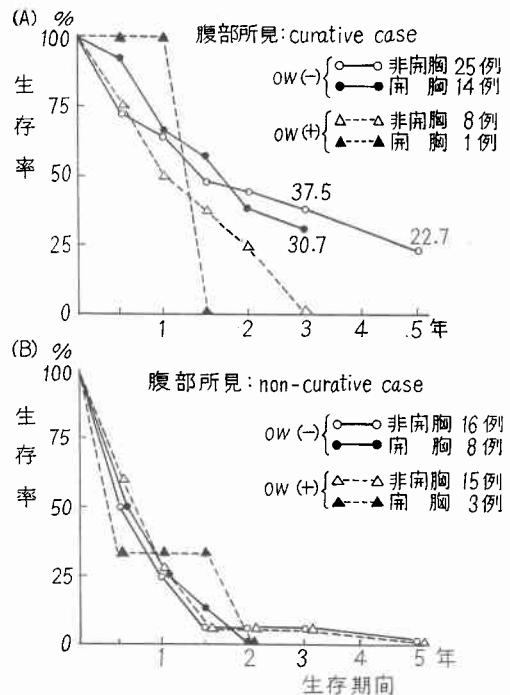 (A) %
100
75
50
25
0
生存率
腹部所見: curative case
ow (-) 非開胸 25例
開胸 14例
ow (+) 非開胸 8例
開胸 1例
37.5
30.7
22.7
1 2 3 4 5 年
(B) %
100
75
50
25
0
生存率
腹部所見: non-curative case
ow (-) 非開胸 16例
開胸 8例
ow (+) 非開胸 15例
開胸 3例
1 2 3 4 5 年
生存期間